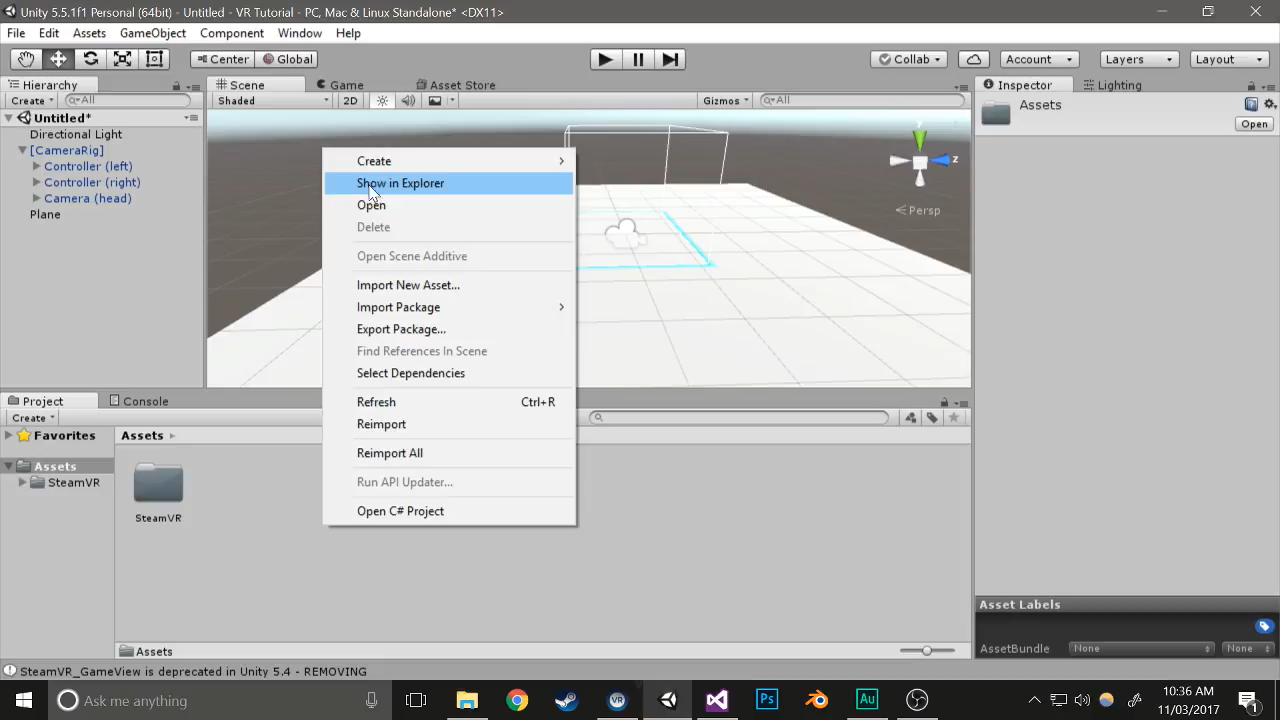 Unity 5.5.1f1 Personal (64bit) - Untitled - VR Tutorial - PC, Mac & Linux Standalone* <DX11>
File Edit Assets GameObject Component Window Help
Center Global Collab Account Layers Layout
Hierarchy Scene Game Asset Store Inspector Lighting
Create All Shaded 2D Gizmos All Assets
Open
Untitled*
Directional Light
[CameraRig]
Controller (left)
Controller (right)
Camera (head)
Plane
y
z
Persp
Create
Show in Explorer
Open
Delete
Open Scene Additive
Import New Asset...
Import Package
Export Package...
Find References In Scene
Select Dependencies
Refresh Ctrl+R
Reimport
Reimport All
Run API Updater...
Open C# Project
Project Console
Create
Favorites Assets
Assets
SteamVR
SteamVR
Assets
Asset Labels
AssetBundle None None
SteamVR_GameView is deprecated in Unity 5.4 - REMOVING
Ask me anything
VR
Ps
Au
10:36 AM
11/03/2017
1